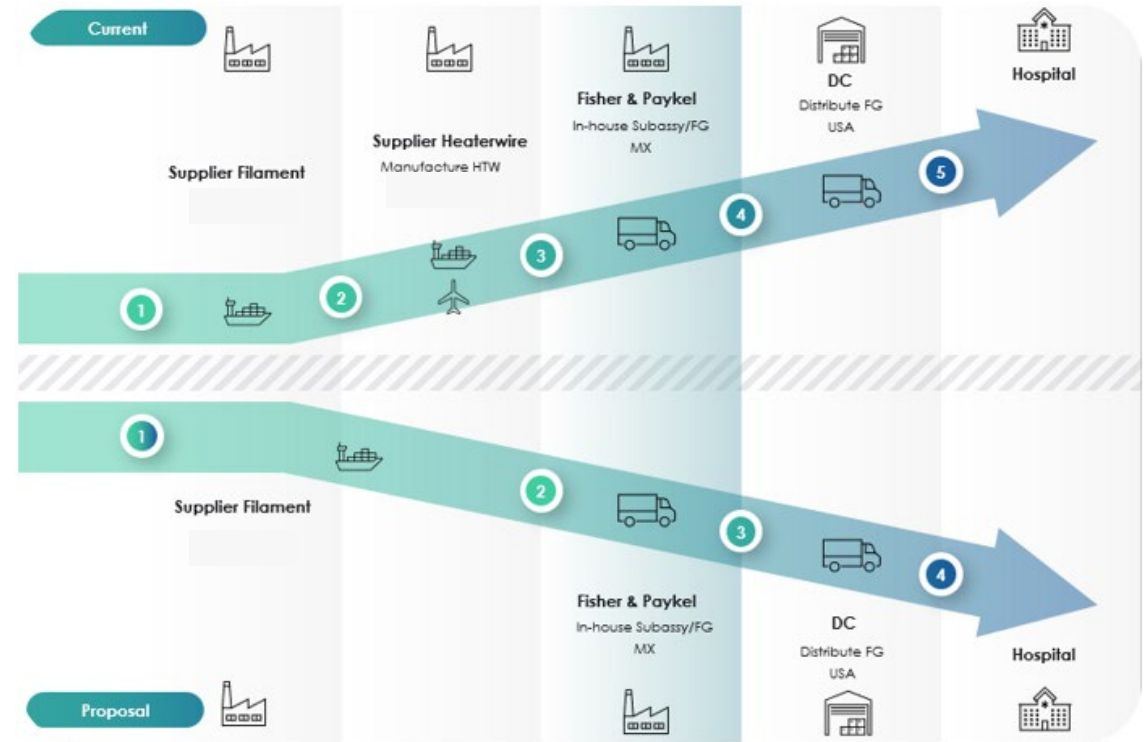 Current
Supplier Filament
Supplier Heaterwire
Manufacture HTW
Fisher & Paykel
In-house Subassy/FG
MX
DC
Distribute FG
USA
Hospital
1
2
3
4
5
1
2
3
4
Supplier Filament
Fisher & Paykel
In-house Subassy/FG
MX
DC
Distribute FG
USA
Hospital
Proposal